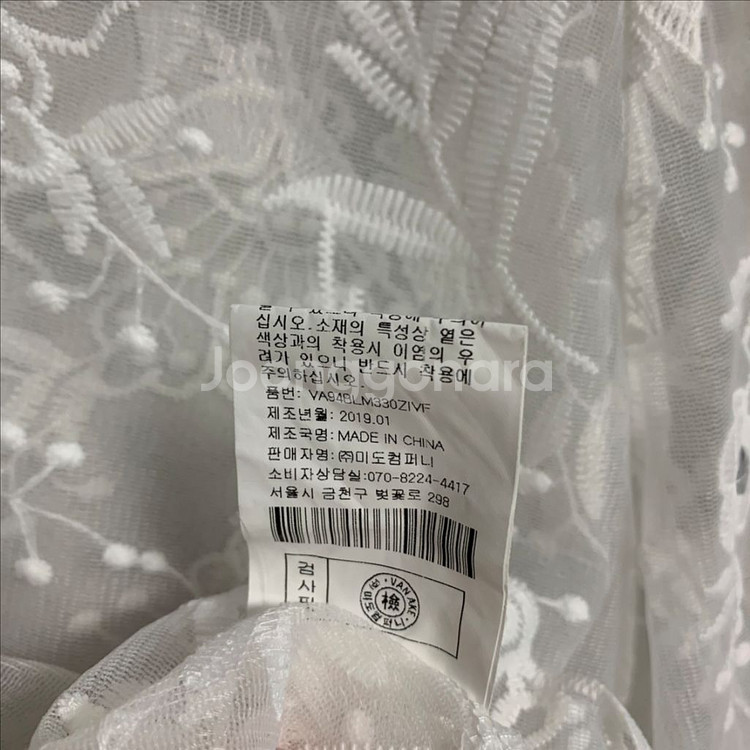 십시오.소재의 특성상 옅은
색상과의 착용시 이염의 우
려가 있으니 반드시 착용에
주의하십시오
Joonggonara
품번: VA94BLM330ZIVF
제조년월: 2019.01
제조국명: MADE IN CHINA
판매자명: ㈜미도컴퍼니
소비자상담실:070-8224-4417
서울시 금천구 벚꽃로 298
검사필
㈜미도컴퍼니 · VAN AKE ·
檢